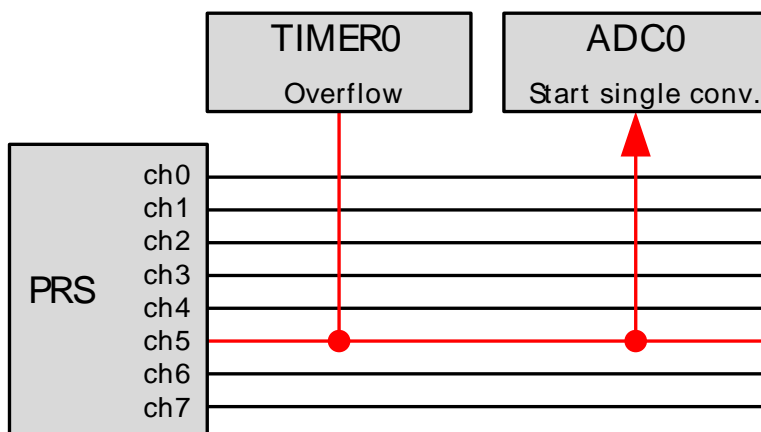 TIMER0
Overflow
ADC0
Start single conv.
PRS
ch0
ch1
ch2
ch3
ch4
ch5
ch6
ch7